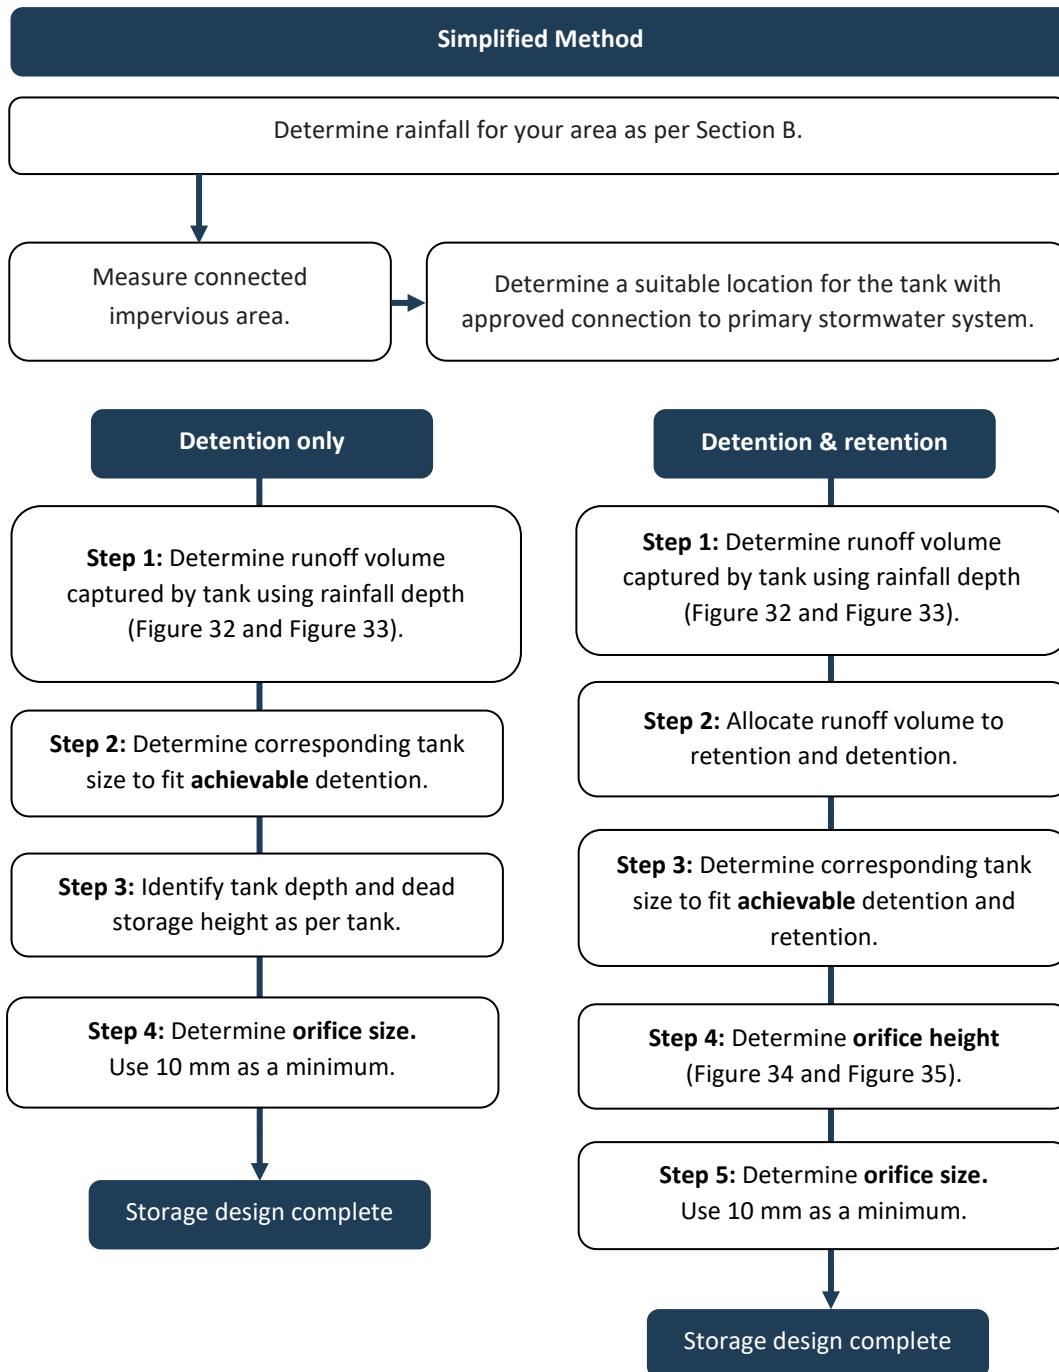 Simplified Method
Determine rainfall for your area as per Section B.
Measure connected
impervious area.
Determine a suitable location for the tank with
approved connection to primary stormwater system.
Detention only
Step 1: Determine runoff volume
captured by tank using rainfall depth
(Figure 32 and Figure 33).
Step 2: Determine corresponding tank
size to fit achievable detention.
Step 3: Identify tank depth and dead
storage height as per tank.
Step 4: Determine orifice size.
Use 10 mm as a minimum.
Storage design complete
Detention & retention
Step 1: Determine runoff volume
captured by tank using rainfall depth
(Figure 32 and Figure 33).
Step 2: Allocate runoff volume to
retention and detention.
Step 3: Determine corresponding tank
size to fit achievable detention and
retention.
Step 4: Determine orifice height
(Figure 34 and Figure 35).
Step 5: Determine orifice size.
Use 10 mm as a minimum.
Storage design complete